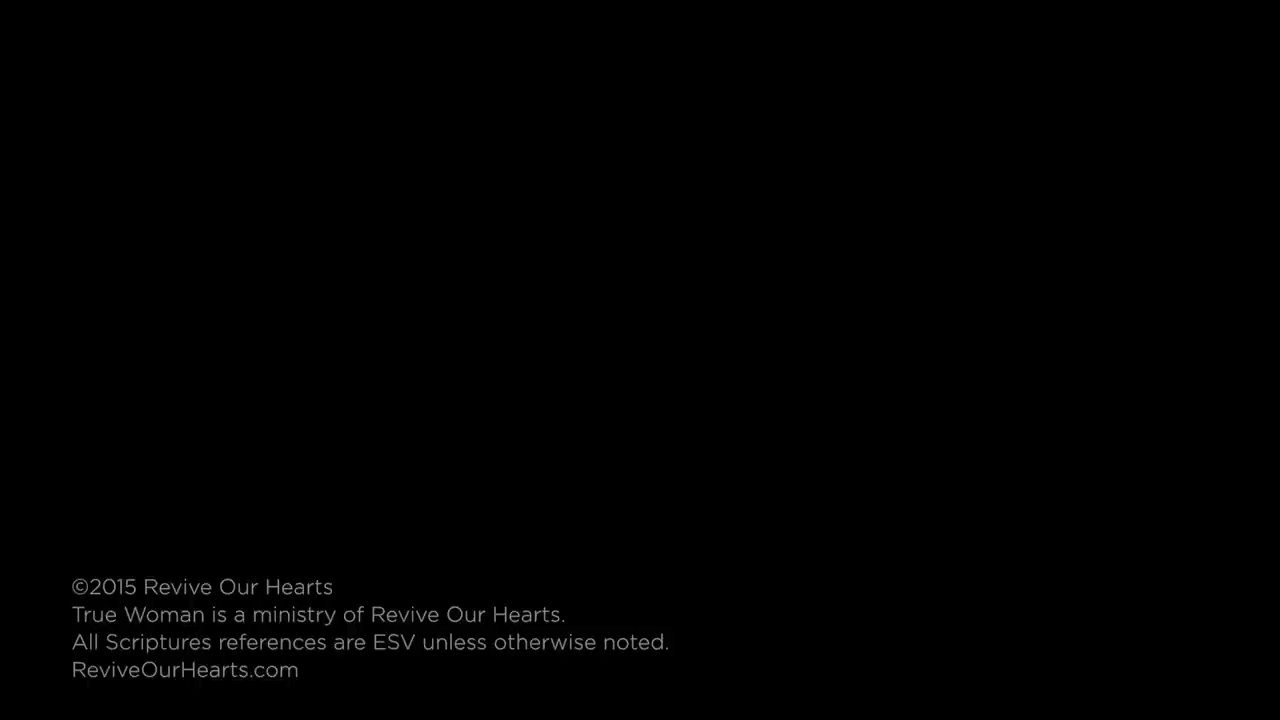 ©2015 Revive Our Hearts
True Woman is a ministry of Revive Our Hearts.
All Scriptures references are ESV unless otherwise noted.
ReviveOurHearts.com